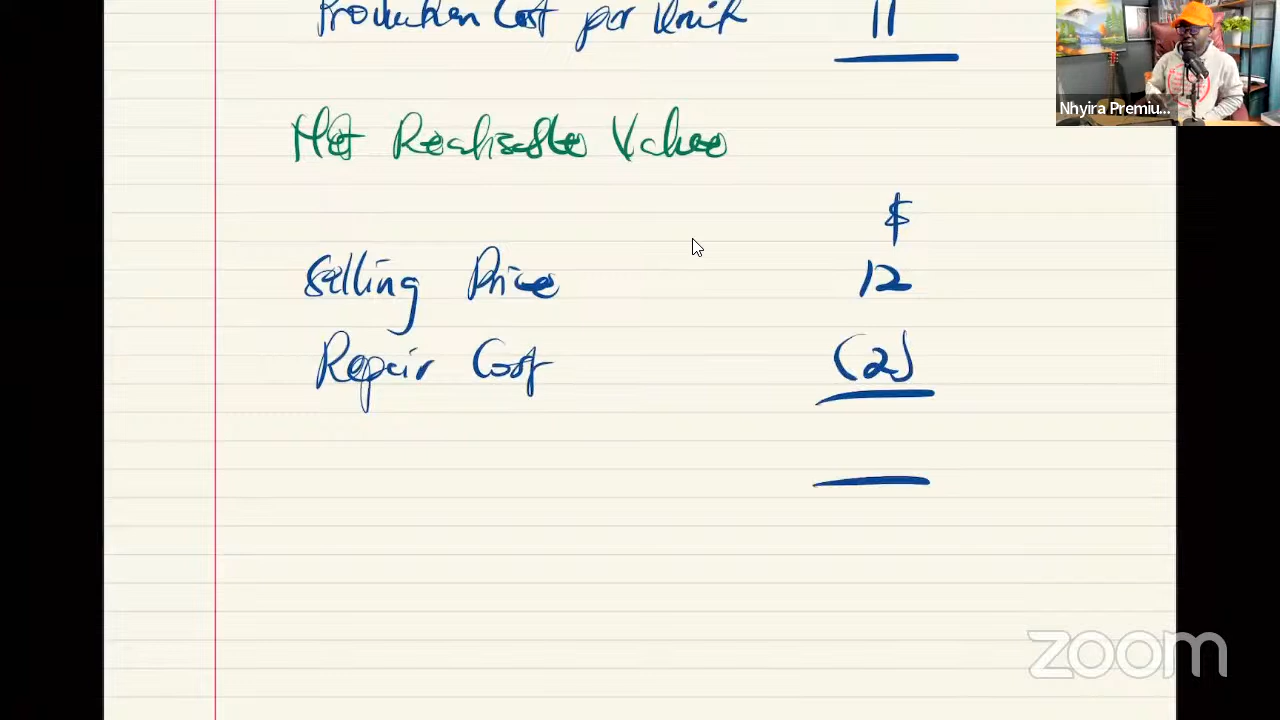 Production Cost per Unit 11
Nhyira Premiu...
Net Realisable Value
$
Selling Price 12
Repair Cost (2)
zoom